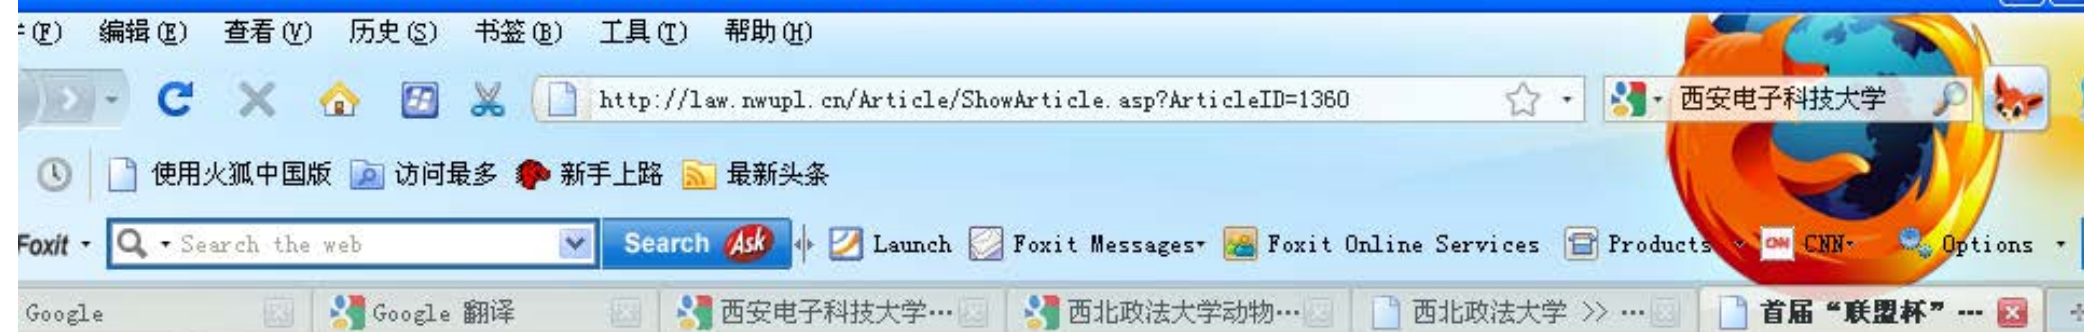 (F) 编辑(E) 查看(V) 历史(S) 书签(B) 工具(T) 帮助(H)
http://law.nwupl.cn/Article/ShowArticle.asp?ArticleID=1360 西安电子科技大学
使用火狐中国版 访问最多 新手上路 最新头条
Foxit Search the web Search Ask Launch Foxit Messages Foxit Online Services Products CNN CNN Options
Google Google 翻译 西安电子科技大学… 西北政法大学动物… 西北政法大学 >> … 首届“联盟杯” …